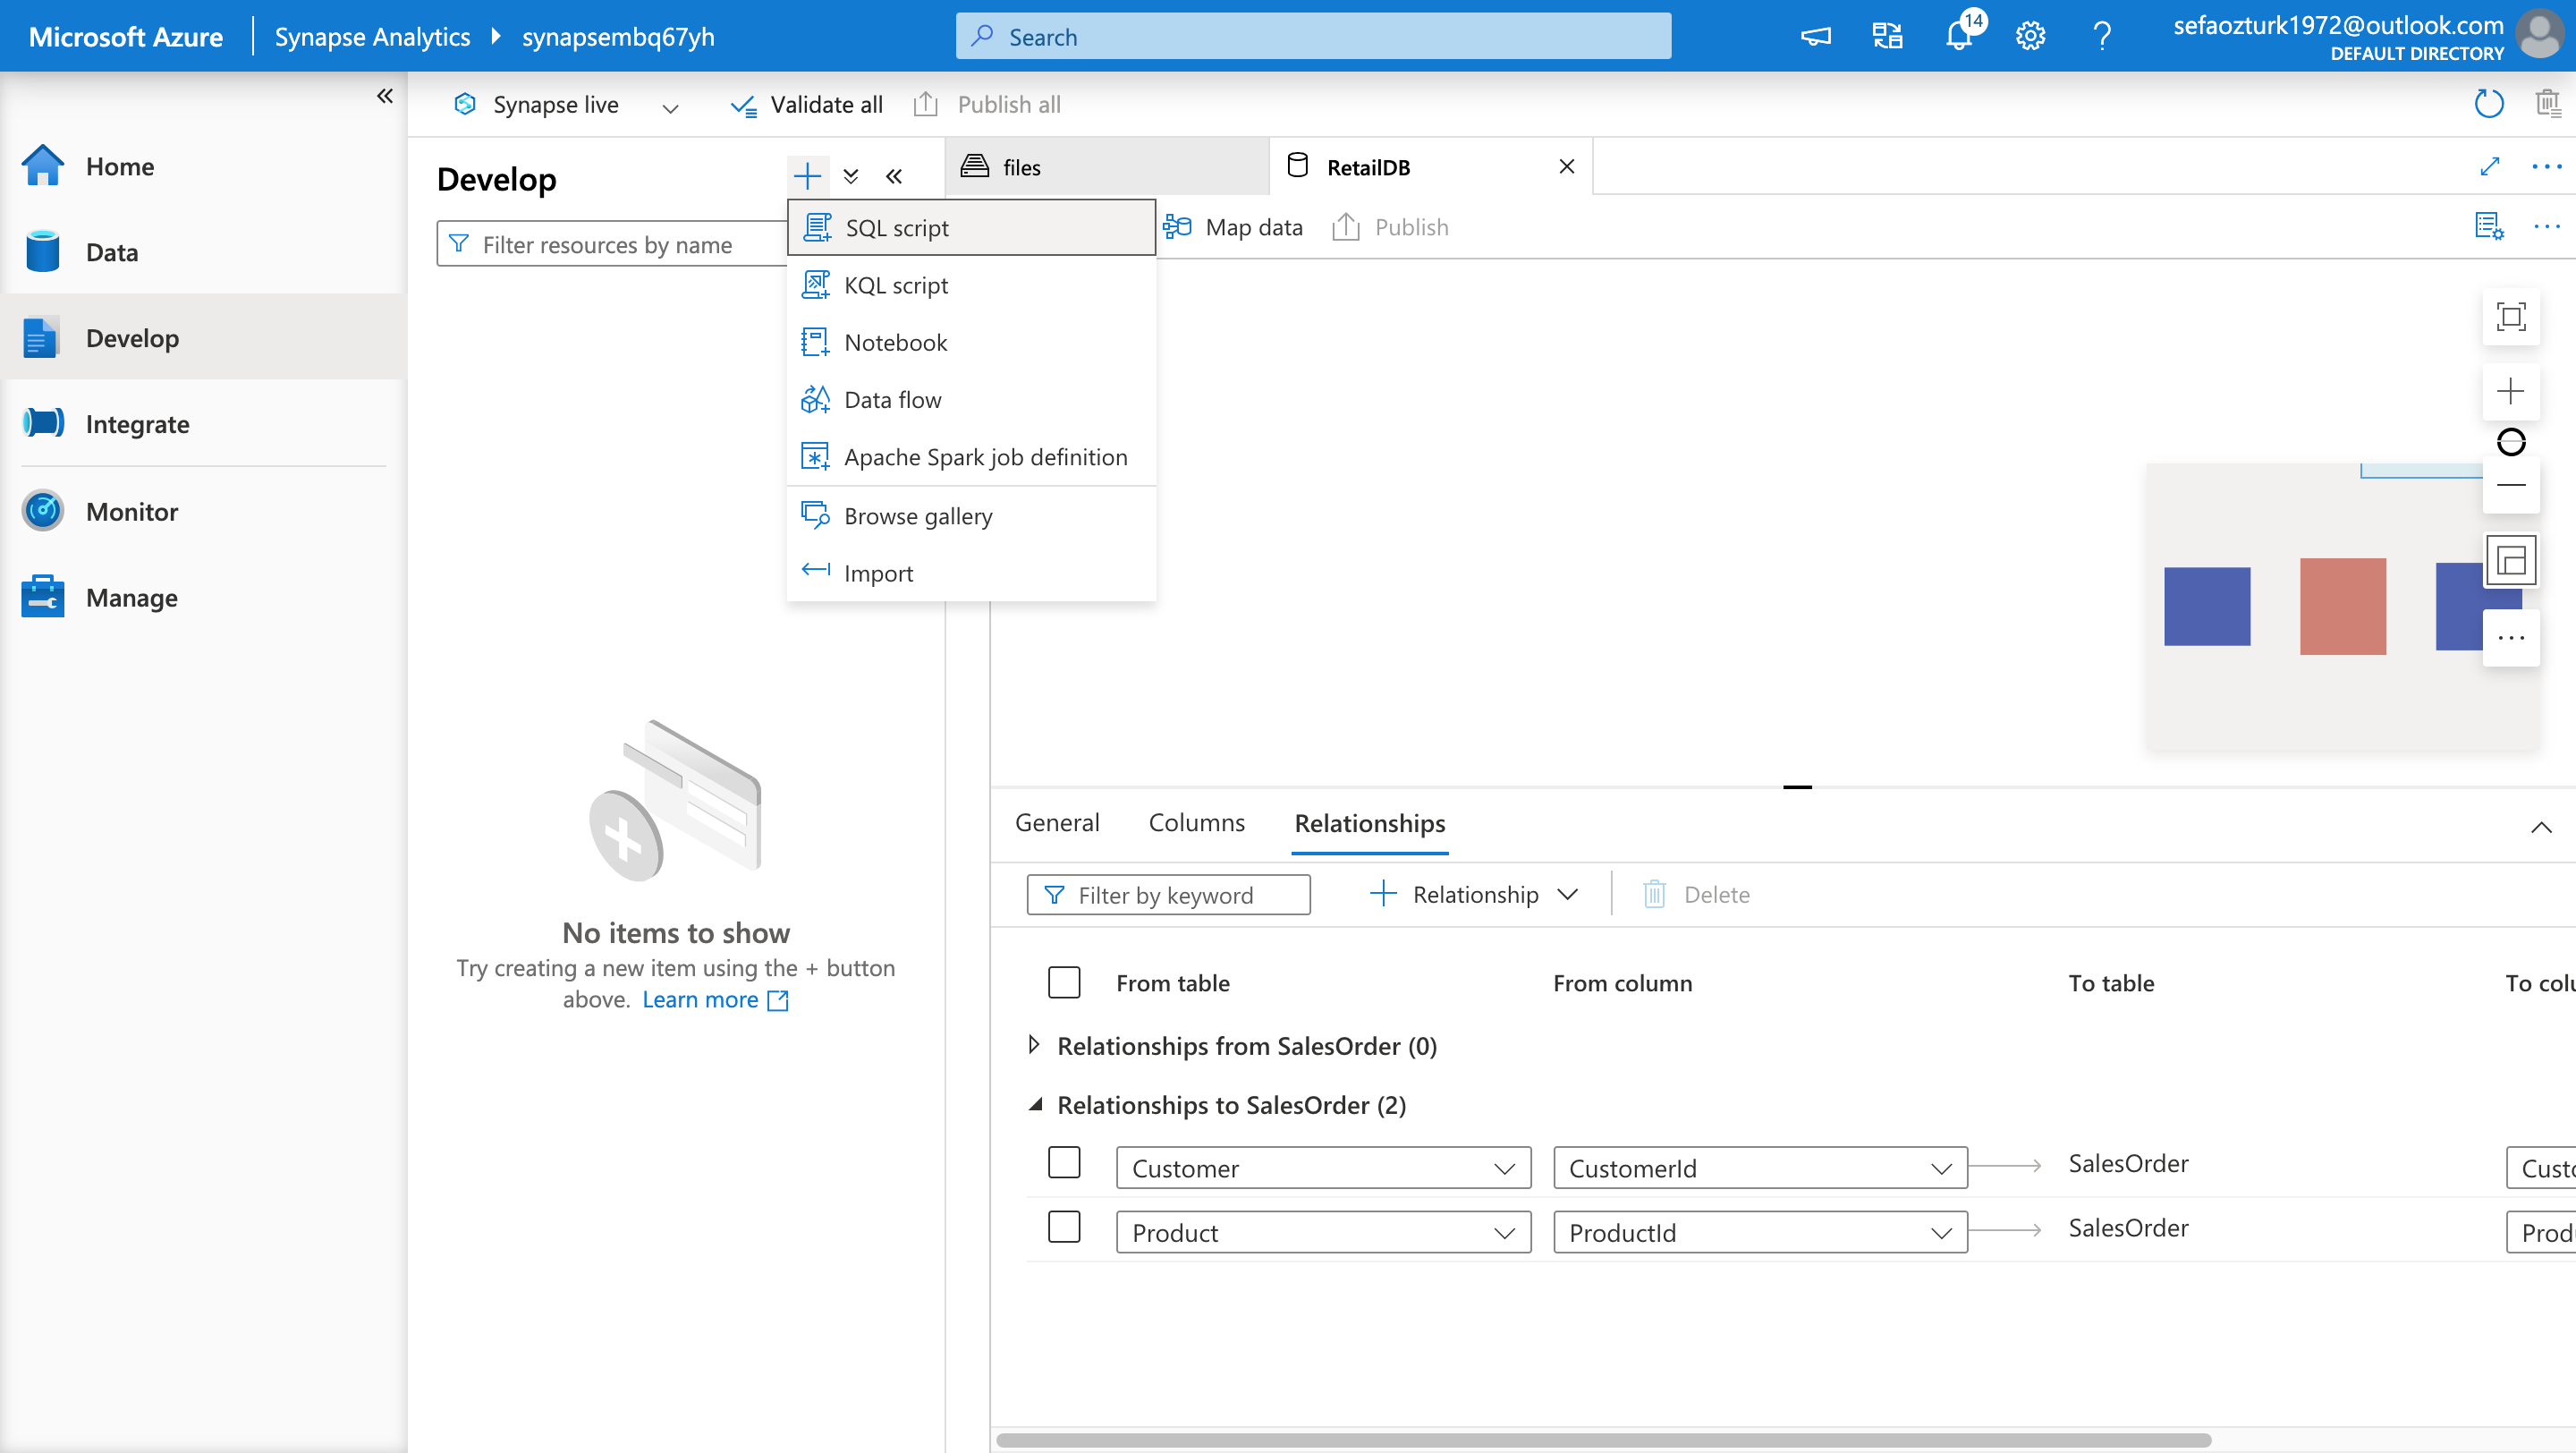 Microsoft Azure
Synapse Analytics
synapsembq67yh
Search
14
sefaozturk1972@outlook.com
DEFAULT DIRECTORY
Synapse live
Validate all
Publish all
Home
Data
Develop
Integrate
Monitor
Manage
Develop
Filter resources by name
SQL script
KQL script
Notebook
Data flow
Apache Spark job definition
Browse gallery
Import
No items to show
Try creating a new item using the + button
above. Learn more
files
RetailDB
Map data
Publish
General
Columns
Relationships
Filter by keyword
Relationship
Delete
From table
From column
To table
To colu
Relationships from SalesOrder (0)
Relationships to SalesOrder (2)
Customer
CustomerId
SalesOrder
Custo
Product
ProductId
SalesOrder
Prod